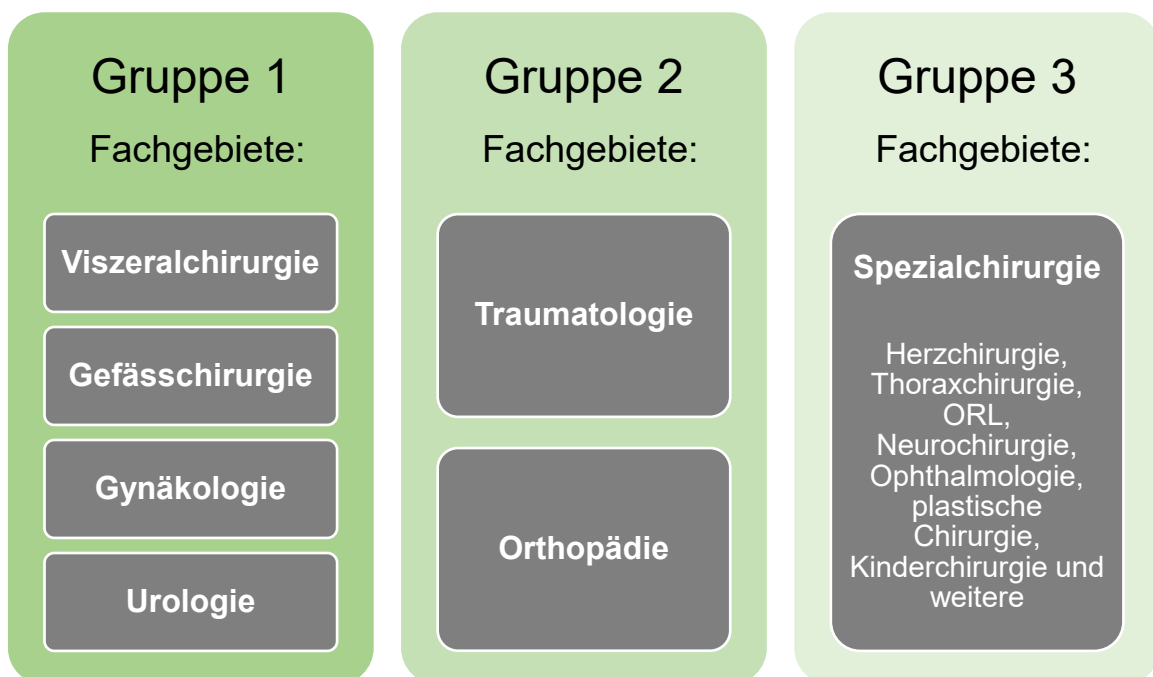 Gruppe 1
Fachgebiete:
Viszeralchirurgie
Gefässchirurgie
Gynäkologie
Urologie
Gruppe 2
Fachgebiete:
Traumatologie
Orthopädie
Gruppe 3
Fachgebiete:
Spezialchirurgie
Herzchirurgie,
Thoraxchirurgie,
ORL,
Neurochirurgie,
Ophthalmologie,
plastische
Chirurgie,
Kinderchirurgie und
weitere